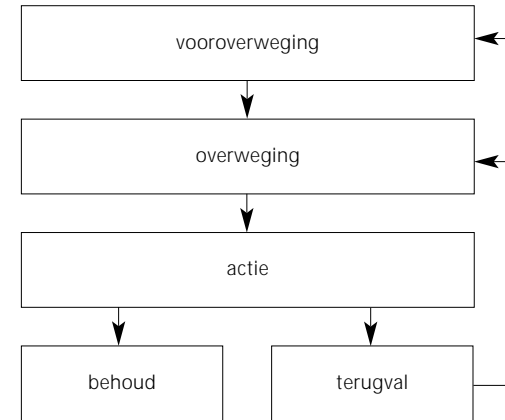 vooroverweging
overweging
actie
behoud
terugval